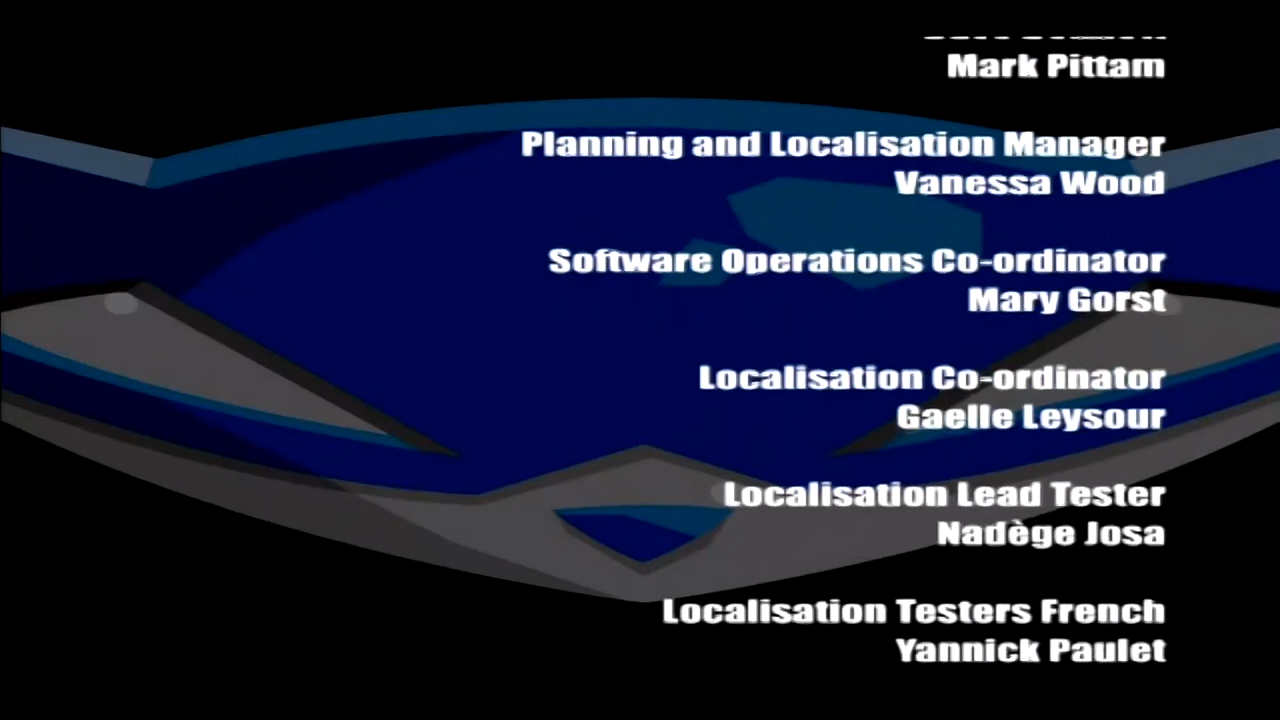 Mark Pittam
Planning and Localisation Manager
Vanessa Wood
Software Operations Co-ordinator
Mary Gorst
Localisation Co-ordinator
Gaelle Leysour
Localisation Lead Tester
Nadège Josa
Localisation Testers French
Yannick Paulet